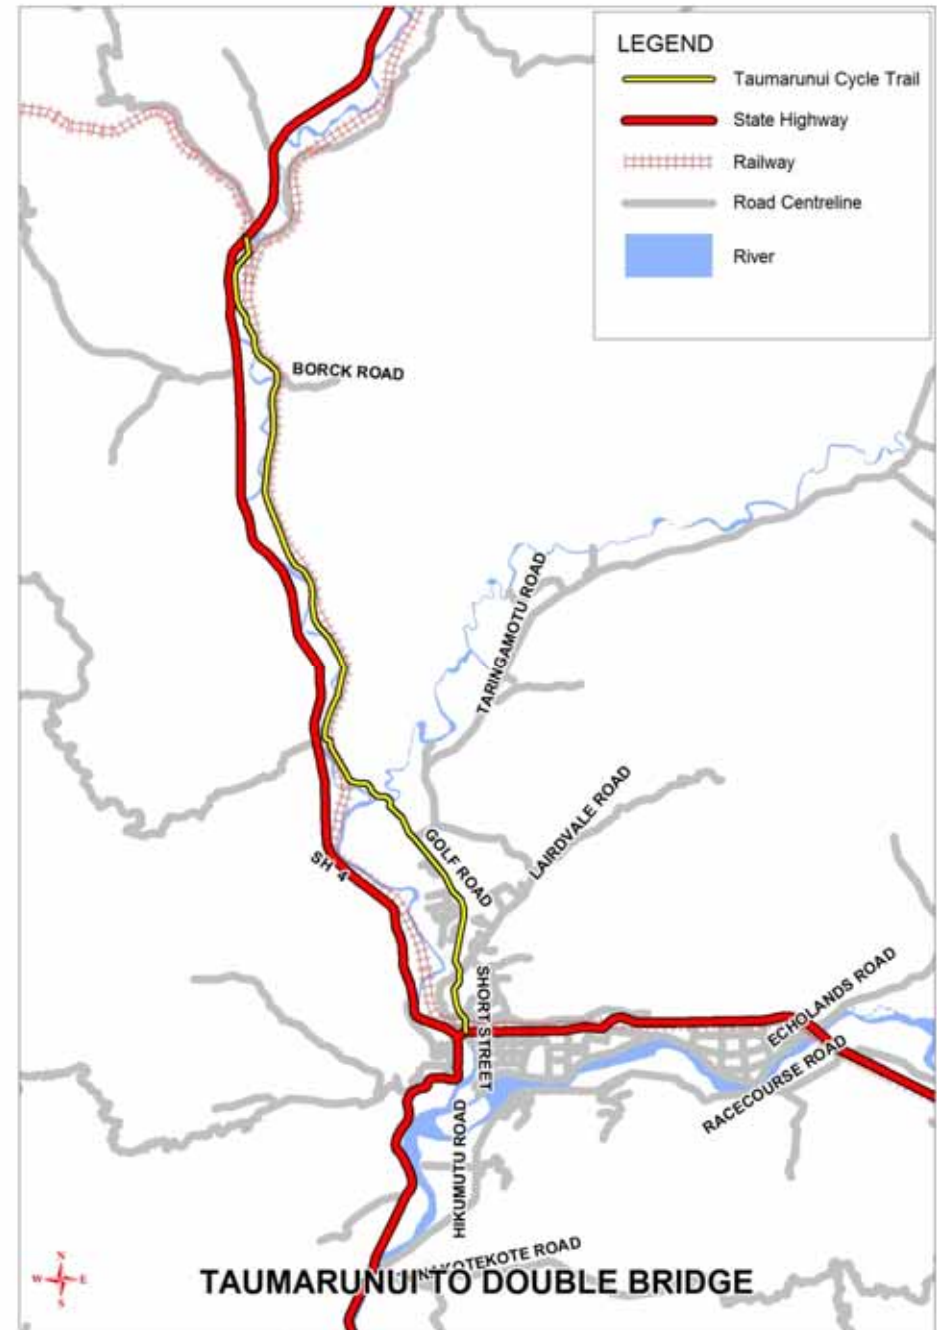 LEGEND
Taumarunui Cycle Trail
State Highway
Railway
Road Centreline
River
BORCK ROAD
TARINGAMOTU ROAD
LAIRDVALE ROAD
GOLF ROAD
SH 4
SHORT STREET
ECHOLANDS ROAD
RACECOURSE ROAD
HIKUMUTU ROAD
ROAD
N
W E
S
TAUMARUNUI TO DOUBLE BRIDGE